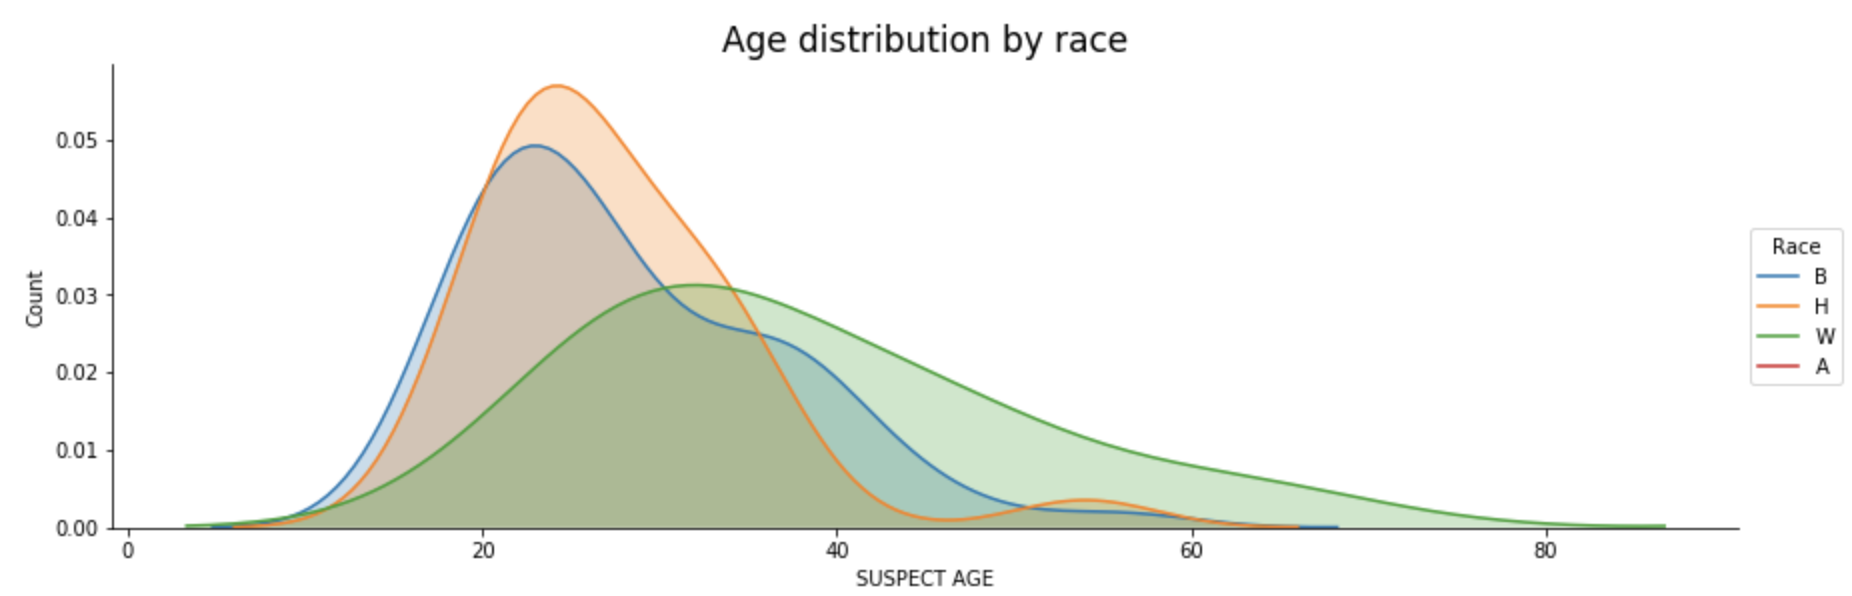 Age distribution by race
Count
0.05
0.04
0.03
0.02
0.01
0.00
0
20
40
60
80
SUSPECT AGE
Race
B
H
W
A